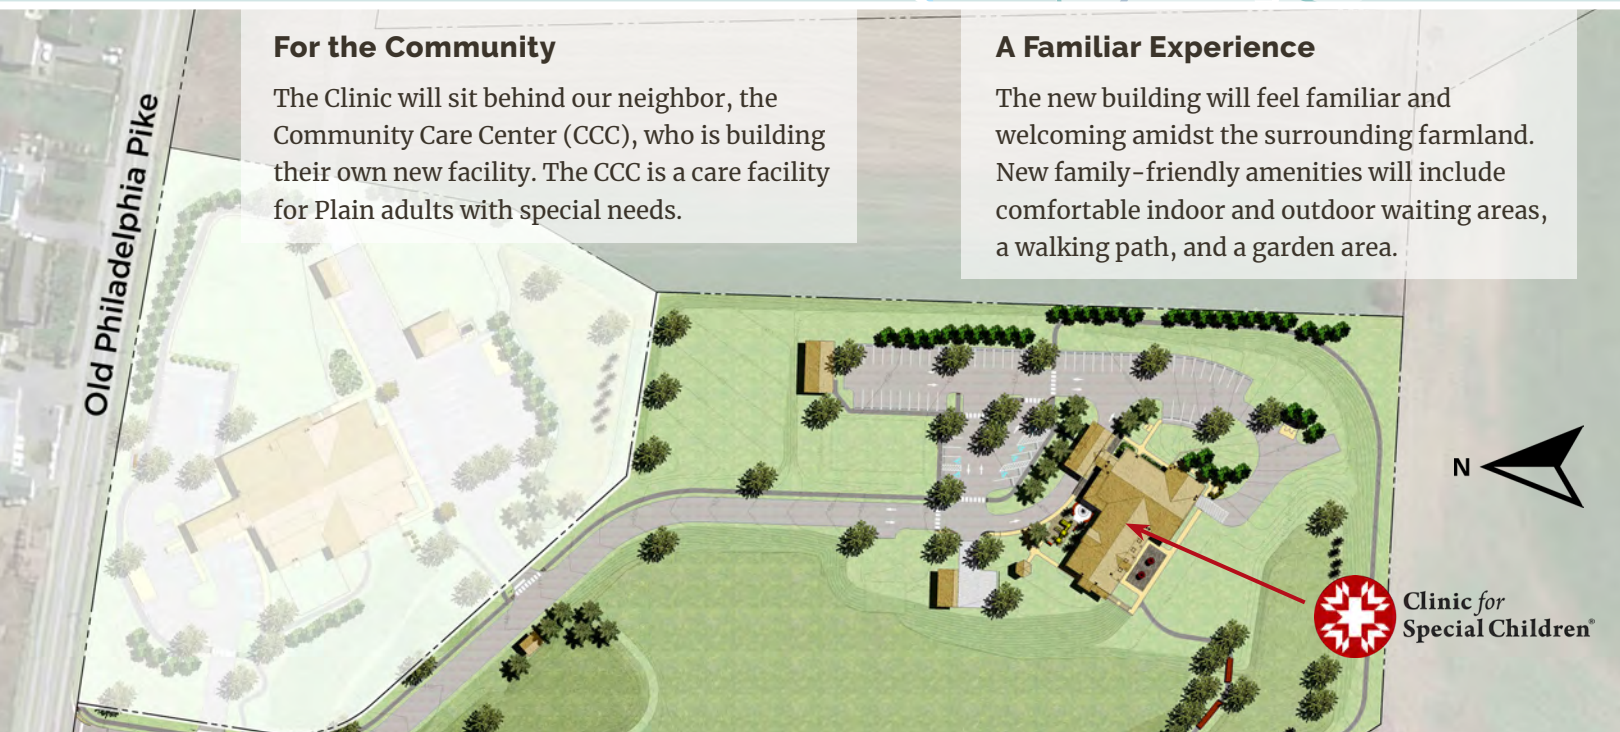 For the Community
The Clinic will sit behind our neighbor, the
Community Care Center (CCC), who is building
their own new facility. The CCC is a care facility
for Plain adults with special needs.
A Familiar Experience
The new building will feel familiar and
welcoming amidst the surrounding farmland.
New family-friendly amenities will include
comfortable indoor and outdoor waiting areas,
a walking path, and a garden area.
Old Philadelphia Pike
N
Clinic for
Special Children®